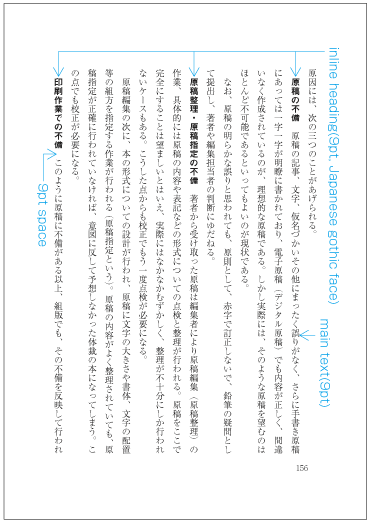 inline heading(9pt, Japanese gothic face)
main text(9pt)
9pt space
原因には、次の三つのことがあげられる。
原稿の不備　原稿の記事・文字、仮名づかいその他にまったく誤りがなく、さらに手書き原稿
にあっては一字一字が明瞭に書かれており、電子原稿（デジタル原稿）でも内容が正しく、間違
いなく作成されているのが、理想的な原稿である。しかし実際には、そのような原稿を望むのは
ほとんど不可能であるといってもよいのが現状である。
　なお、原稿の明らかな誤りと思われても、原則として、赤字で訂正しないで、鉛筆の疑問とし
て提出し、著者や編集担当者の判断にゆだねる。
原稿整理・原稿指定の不備　著者から受け取った原稿は編集者により原稿編集（原稿整理）の
作業、具体的には原稿の内容や表記などの形式についての点検と整理が行われる。原稿をここで
完全にすることは望ましいとはいえ、実際にはなかなかむずかしく、整理が不十分にしか行われ
ないケースもある。こうした点からも校正でもう一度点検が必要になる。
　原稿編集の次に、本の形式についての設計が行われ、原稿に文字の大きさや書体、文字の配置
等の組方を指定する作業が行われる（原稿指定という）。原稿の内容がよく整理されていても、原
稿指定が正確に行われていなければ、意図に反して予想しなかった体裁の本になってしまう。こ
の点でも校正が必要になる。
印刷作業での不備　このように原稿に不備がある以上、組版でも、その不備を反映して行われ
156